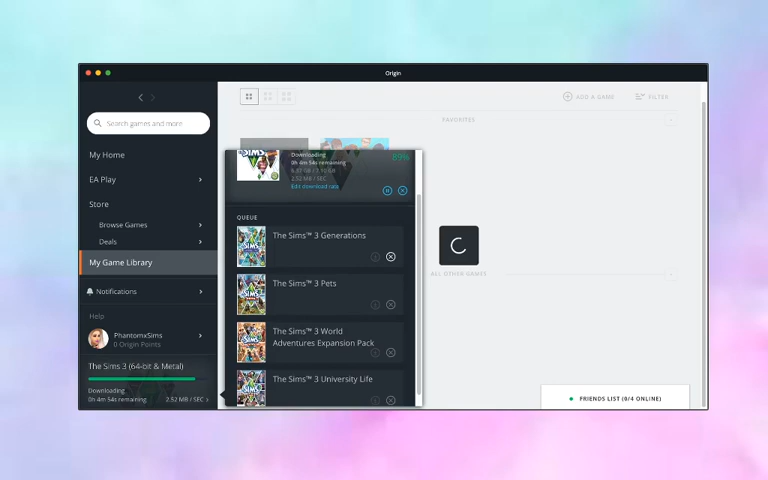 Origin
Search games and more
My Home
EA Play
Store
Browse Games
Deals
My Game Library
Notifications
Help
PhantomxSims
0 Origin Points
The Sims 3 (64-bit & Metal)
Downloading
0h 4m 54s remaining
2.52 MB / SEC
ADD A GAME
FILTER
FAVORITES
Downloading
89%
0h 4m 54s remaining
2.52 MB / SEC
Edit download rate
QUEUE
The Sims™ 3 Generations
The Sims™ 3 Pets
The Sims™ 3 World
Adventures Expansion Pack
The Sims™ 3 University Life
ALL OTHER GAMES
FRIENDS LIST (0/4 ONLINE)